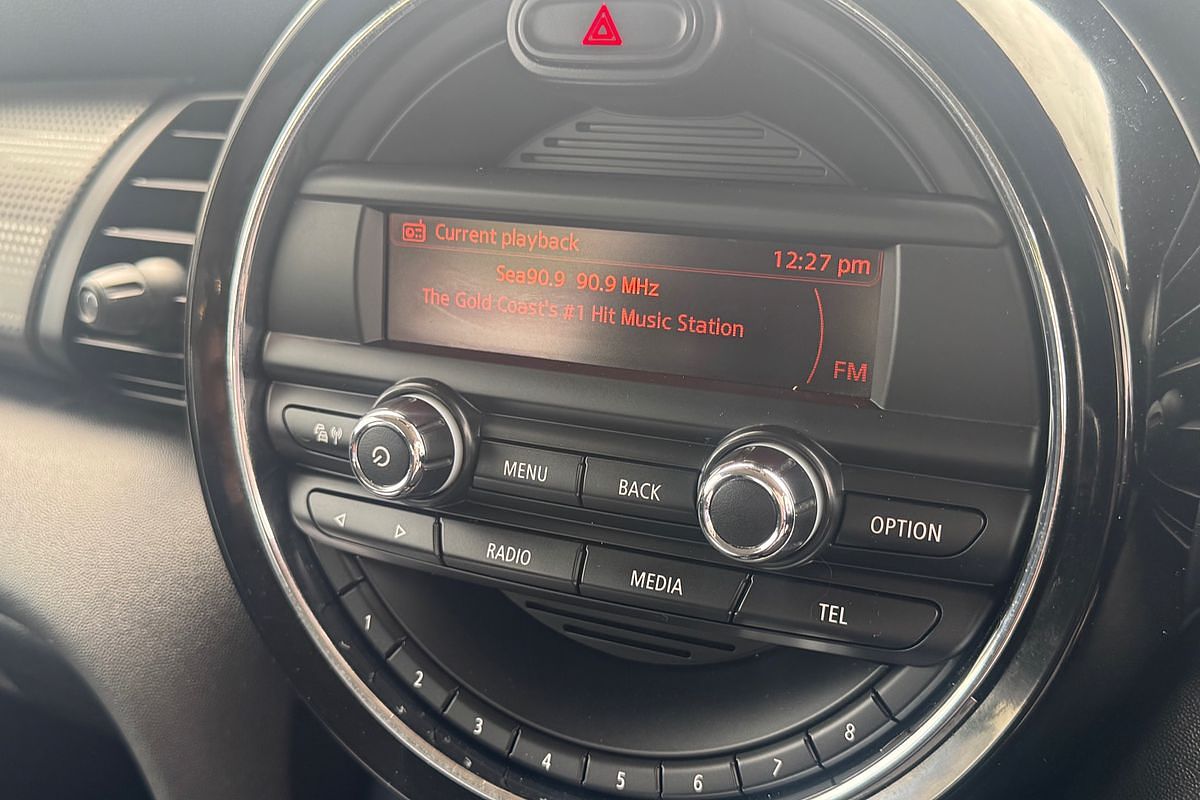 Current playback
12:27 pm
Sea90.9 90.9 MHz
The Gold Coast's #1 Hit Music Station
FM
MENU
BACK
OPTION
RADIO
MEDIA
TEL
1
2
3
4
5
6
7
8